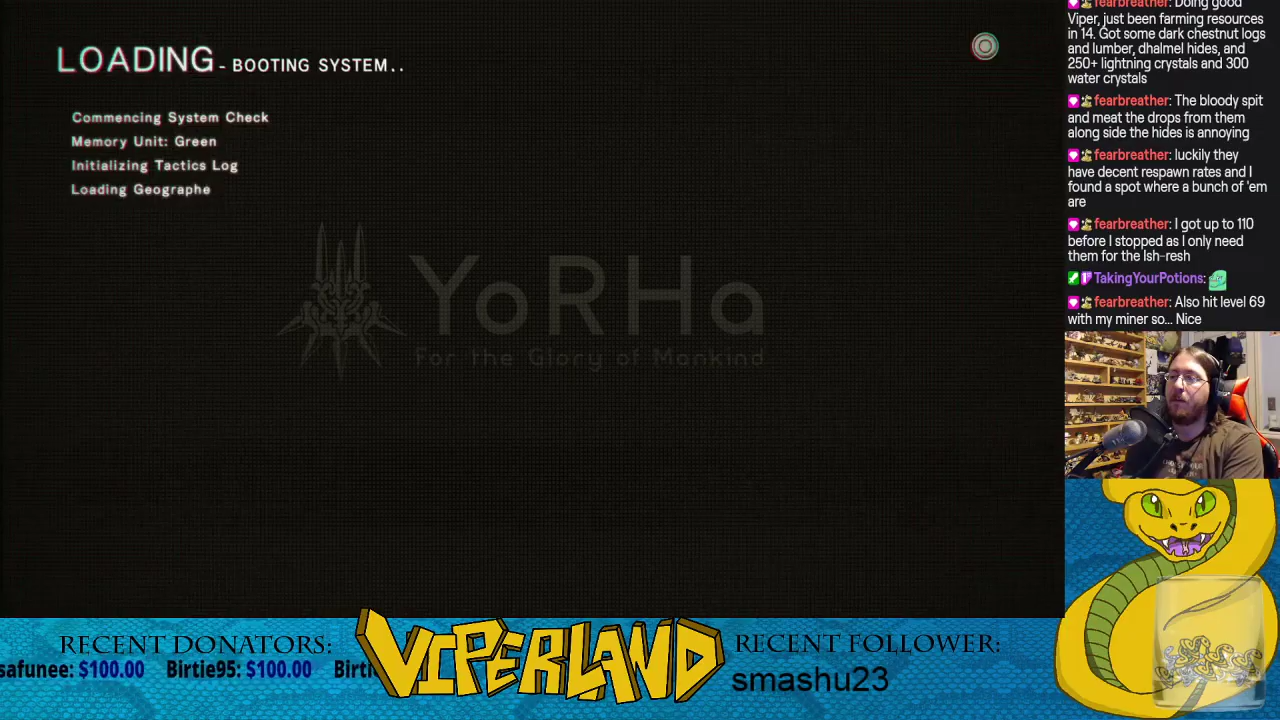 LOADING - BOOTING SYSTEM..
Commencing System Check
Memory Unit: Green
Initializing Tactics Log
Loading Geographe
YoRHa
For the Glory of Mankind
fearbreather: Doing good
Viper, just been farming resources
in 14. Got some dark chestnut logs
and lumber, dhalmel hides, and
250+ lightning crystals and 300
water crystals
fearbreather: The bloody spit
and meat the drops from them
along side the hides is annoying
fearbreather: luckily they
have decent respawn rates and I
found a spot where a bunch of 'em
are
fearbreather: I got up to 110
before I stopped as I only need
them for the Ish-resh
TakingYourPotions:
fearbreather: Also hit level 69
with my miner so... Nice
RECENT DONATORS:
safunee: $100.00 Birtie95: $100.00 Birti
VIPERLAND
RECENT FOLLOWER:
smashu23